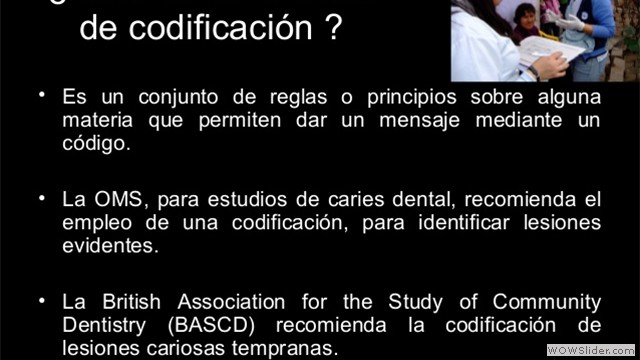 de codificación ?
• Es un conjunto de reglas o principios sobre alguna
materia que permiten dar un mensaje mediante un
código.
• La OMS, para estudios de caries dental, recomienda el
empleo de una codificación, para identificar lesiones
evidentes.
• La British Association for the Study of Community
Dentistry (BASCD) recomienda la codificación de
lesiones cariosas tempranas.
WOWSlider.com